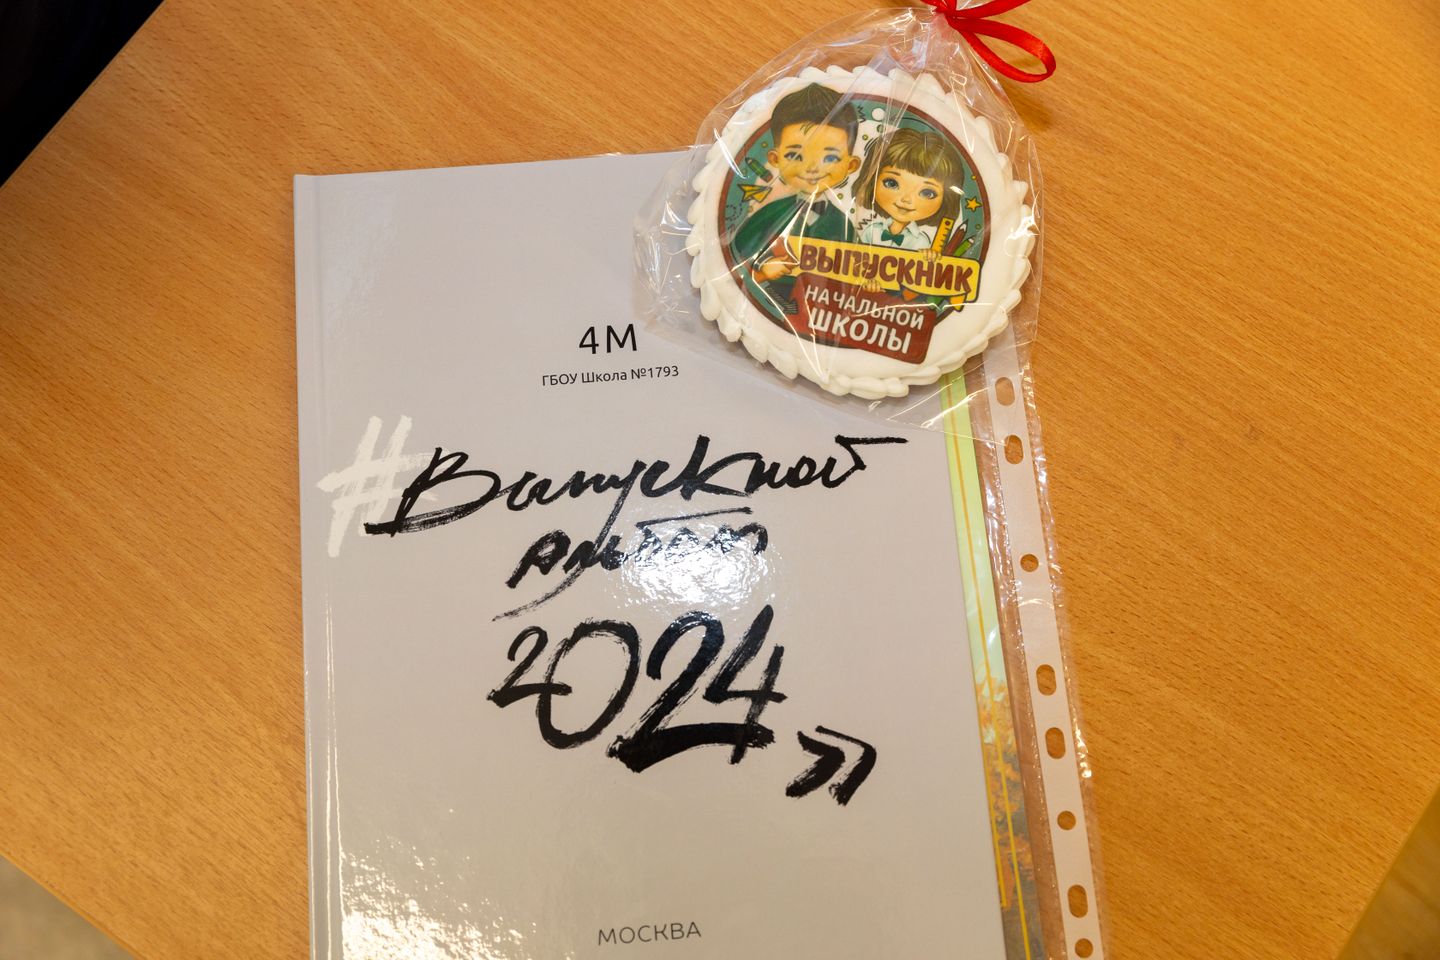 ВЫПУСКНИК
НАЧАЛЬНОЙ
ШКОЛЫ
4М
ГБОУ Школа №1793
#Выпускной
альбом
2024»
МОСКВА